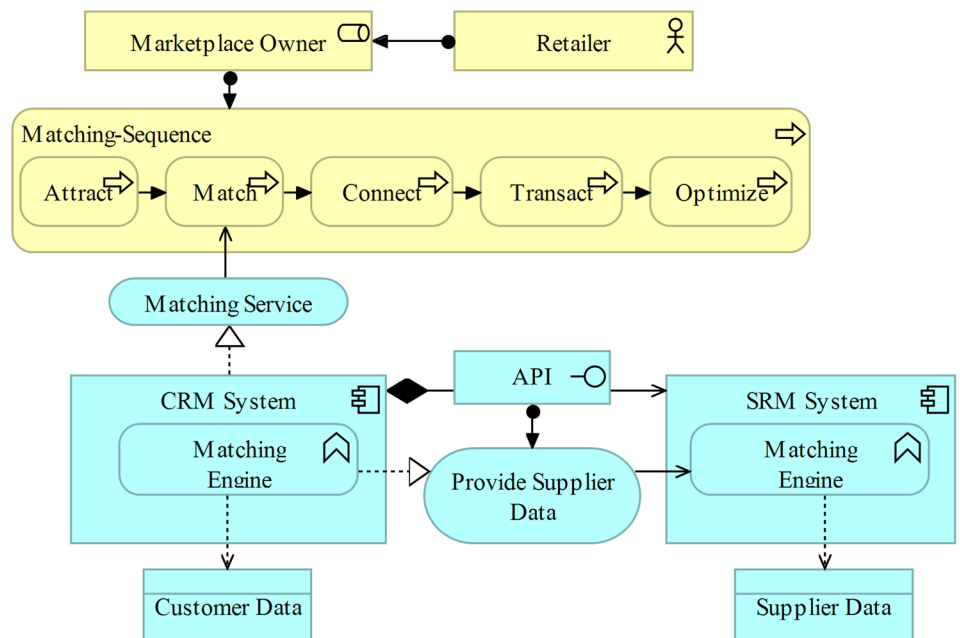 Marketplace Owner
Retailer
Matching-Sequence
Attract
Match
Connect
Transact
Optimize
Matching Service
API
CRM System
SRM System
Matching
Engine
Provide Supplier
Data
Matching
Engine
Customer Data
Supplier Data